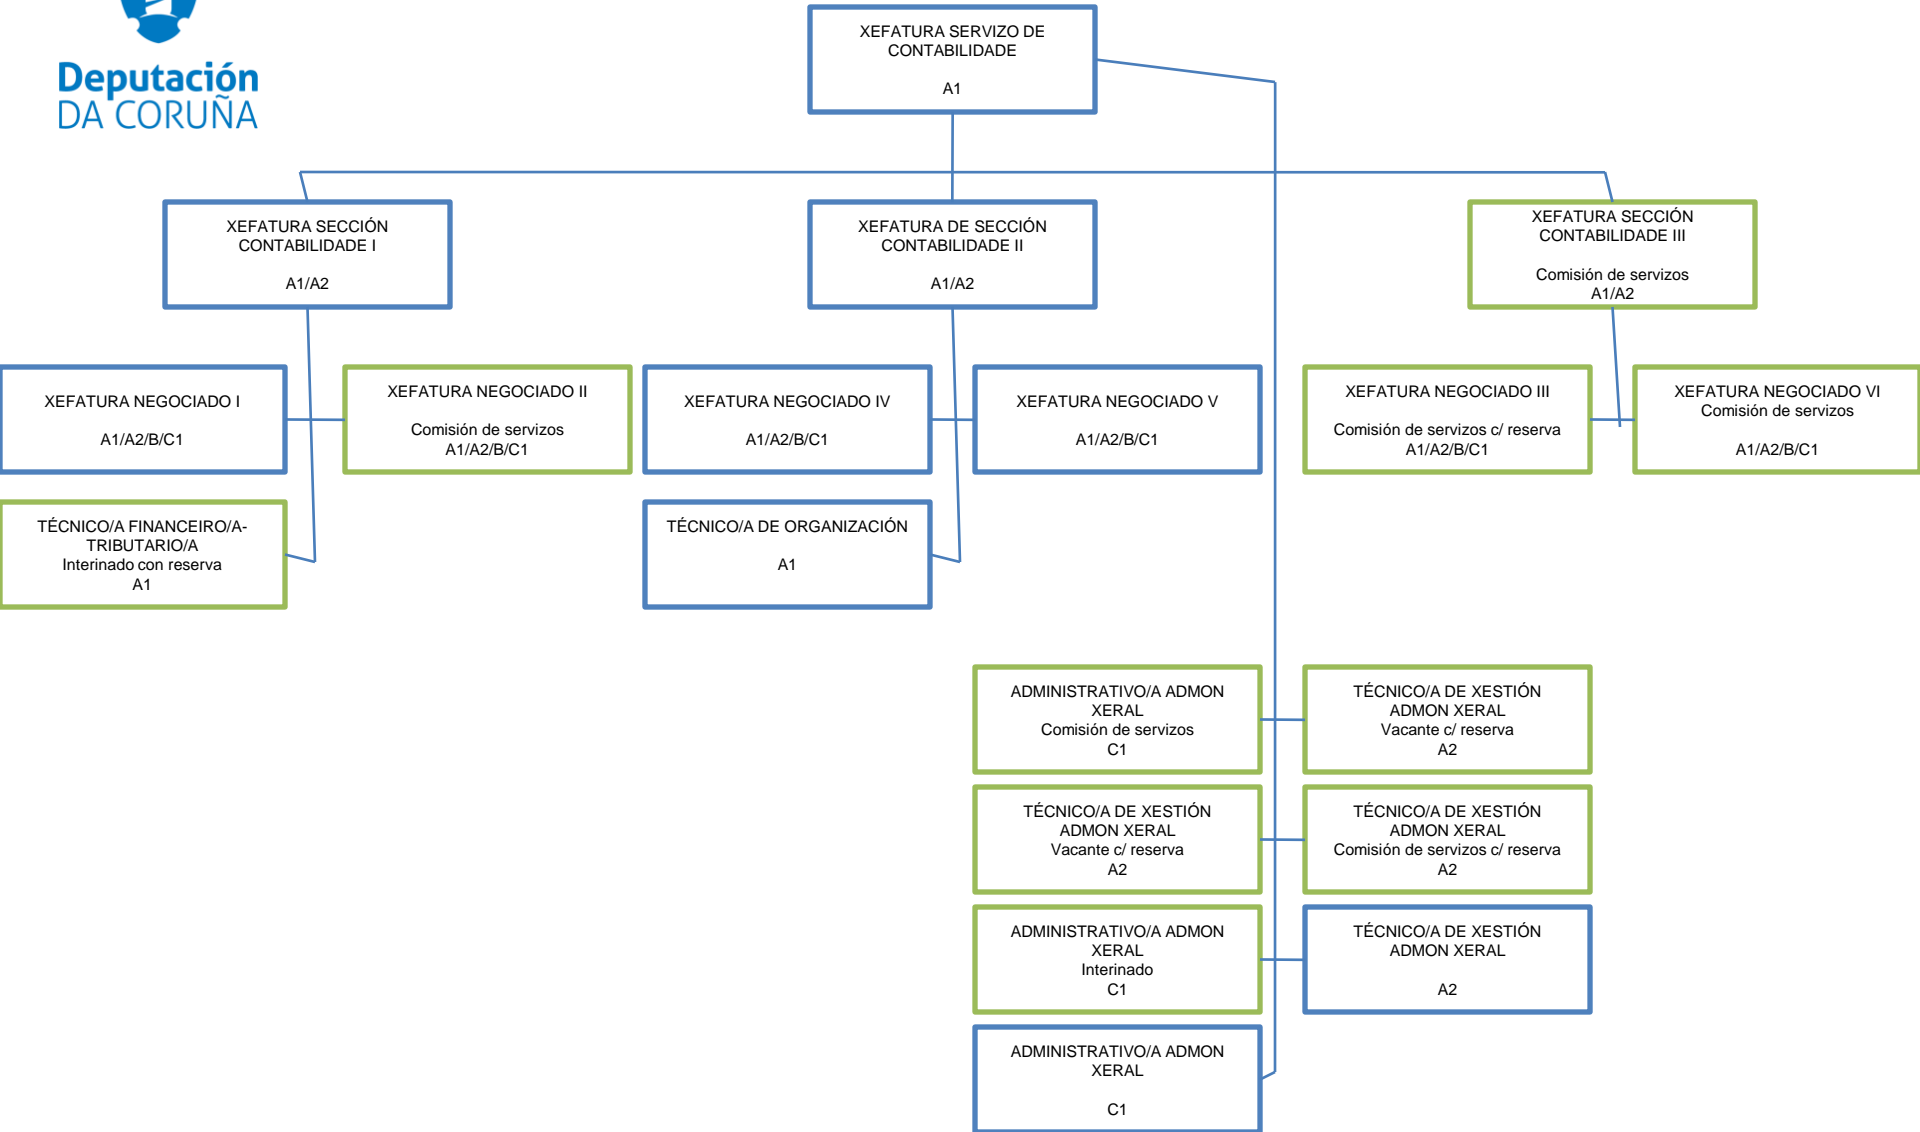 Deputación
DA CORUÑA
XEFATURA SERVIZO DE
CONTABILIDADE
A1
XEFATURA SECCIÓN
CONTABILIDADE I
A1/A2
XEFATURA DE SECCIÓN
CONTABILIDADE II
A1/A2
XEFATURA SECCIÓN
CONTABILIDADE III
Comisión de servizos
A1/A2
XEFATURA NEGOCIADO I
A1/A2/B/C1
XEFATURA NEGOCIADO II
Comisión de servizos
A1/A2/B/C1
XEFATURA NEGOCIADO IV
A1/A2/B/C1
XEFATURA NEGOCIADO V
A1/A2/B/C1
XEFATURA NEGOCIADO III
Comisión de servizos c/ reserva
A1/A2/B/C1
XEFATURA NEGOCIADO VI
Comisión de servizos
A1/A2/B/C1
TÉCNICO/A FINANCEIRO/A-
TRIBUTARIO/A
Interinado con reserva
A1
TÉCNICO/A DE ORGANIZACIÓN
A1
ADMINISTRATIVO/A ADMON
XERAL
Comisión de servizos
C1
TÉCNICO/A DE XESTIÓN
ADMON XERAL
Vacante c/ reserva
A2
TÉCNICO/A DE XESTIÓN
ADMON XERAL
Vacante c/ reserva
A2
TÉCNICO/A DE XESTIÓN
ADMON XERAL
Comisión de servizos c/ reserva
A2
ADMINISTRATIVO/A ADMON
XERAL
Interinado
C1
TÉCNICO/A DE XESTIÓN
ADMON XERAL
A2
ADMINISTRATIVO/A ADMON
XERAL
C1